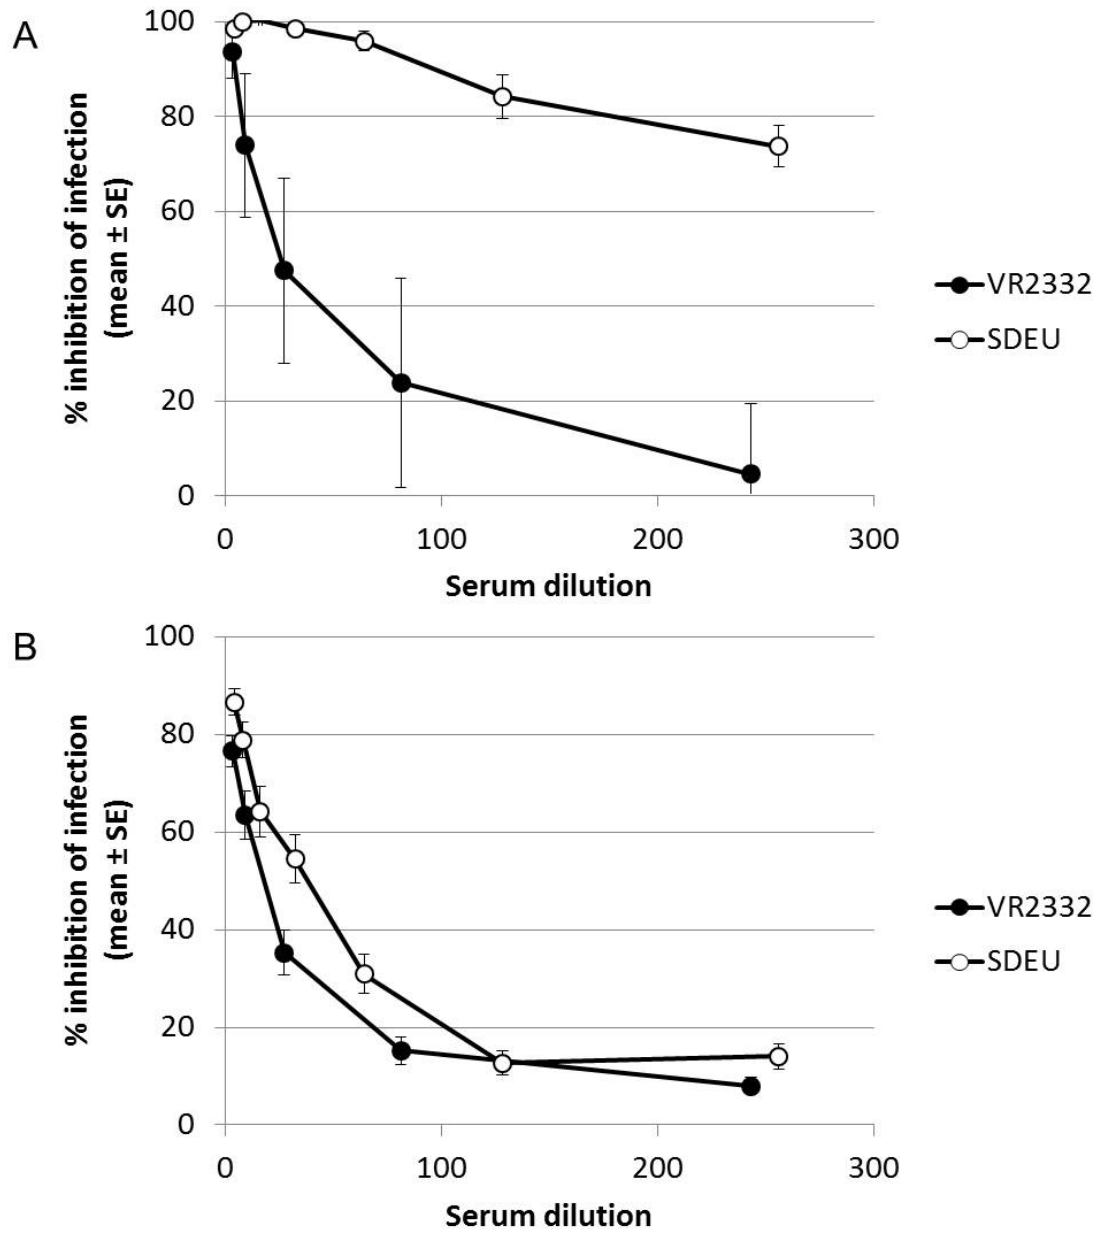 A
100
80
60
40
20
0
% inhibition of infection
(mean ± SE)
0 100 200 300
Serum dilution
VR2332
SDEU
B
100
80
60
40
20
0
% inhibition of infection
(mean ± SE)
0 100 200 300
Serum dilution
VR2332
SDEU